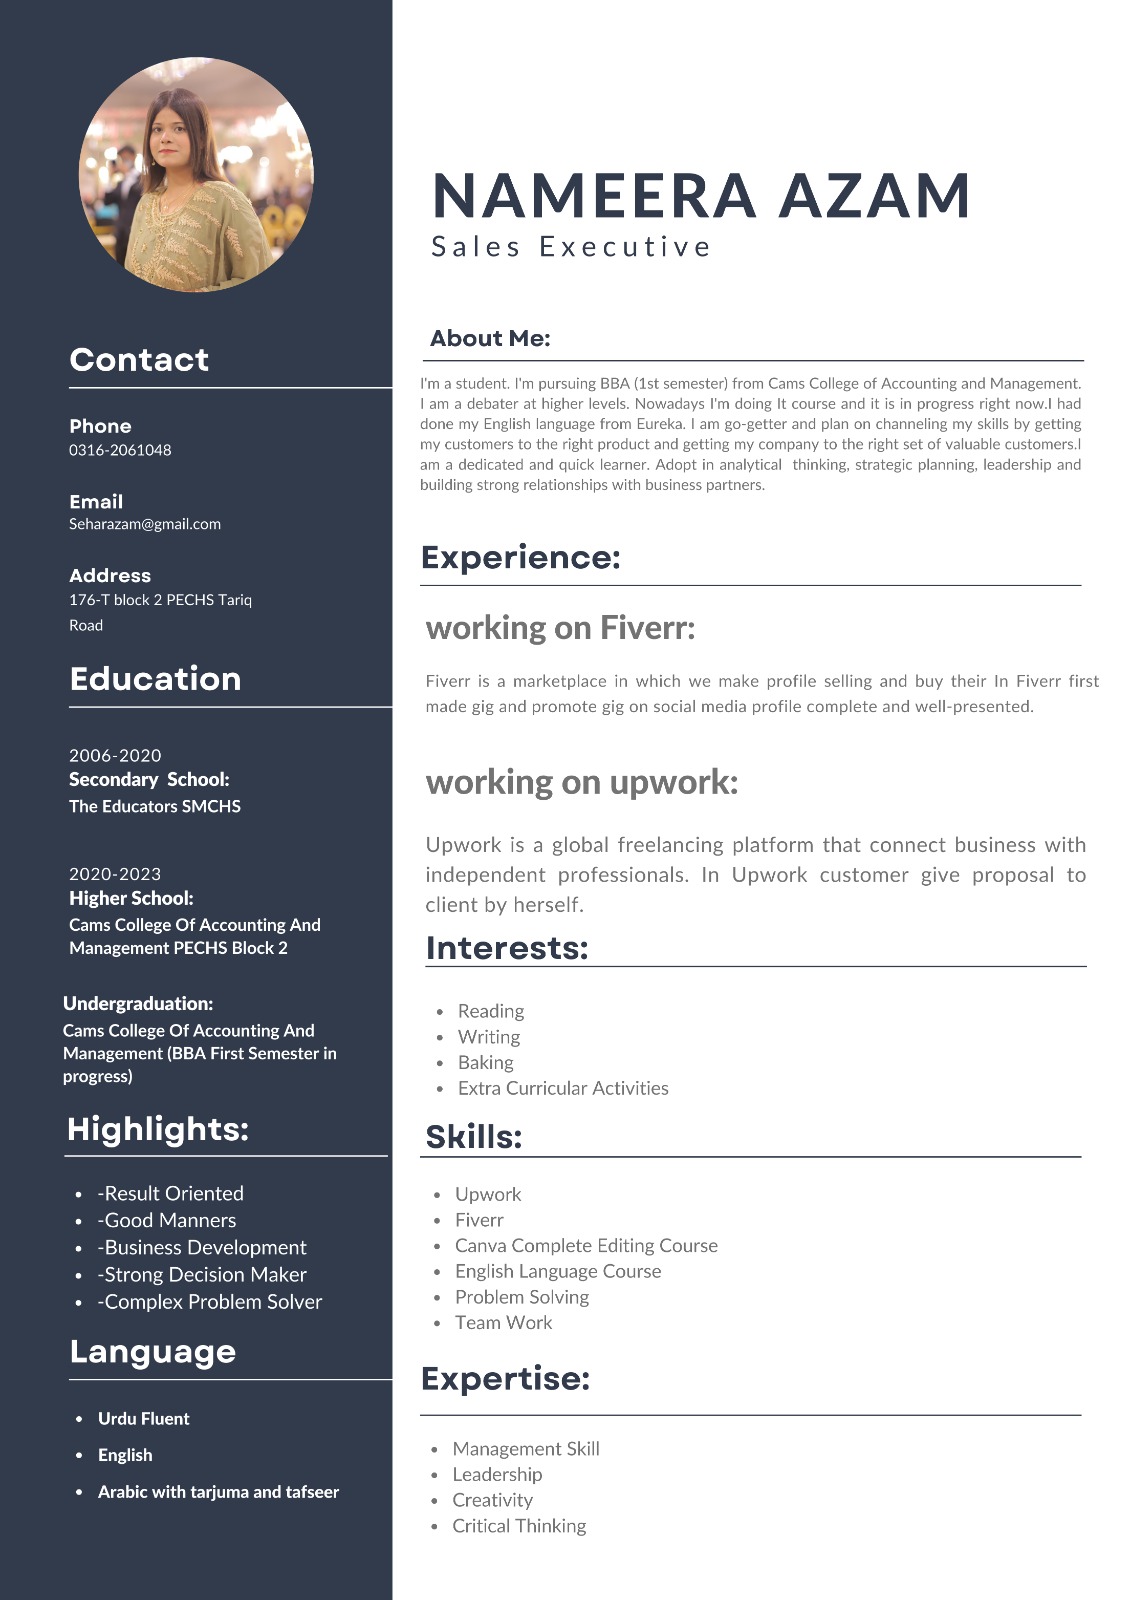 NAMEERA AZAM
Sales Executive
Contact
Phone
0316-2061048
Email
Seharazam@gmail.com
Address
176-T block 2 PECHS Tariq
Road
Education
2006-2020
Secondary School:
The Educators SMCHS
2020-2023
Higher School:
Cams College Of Accounting And
Management PECHS Block 2
Undergraduation:
Cams College Of Accounting And
Management (BBA First Semester in
progress)
Highlights:
• -Result Oriented
• -Good Manners
• -Business Development
• -Strong Decision Maker
• -Complex Problem Solver
Language
• Urdu Fluent
• English
• Arabic with tarjuma and tafseer
About Me:
I'm a student. I'm pursuing BBA (1st semester) from Cams College of Accounting and Management.
I am a debater at higher levels. Nowadays I'm doing It course and it is in progress right now.I had
done my English language from Eureka. I am go-getter and plan on channeling my skills by getting
my customers to the right product and getting my company to the right set of valuable customers.I
am a dedicated and quick learner. Adopt in analytical thinking, strategic planning, leadership and
building strong relationships with business partners.
Experience:
working on Fiverr:
Fiverr is a marketplace in which we make profile selling and buy their In Fiverr first
made gig and promote gig on social media profile complete and well-presented.
working on upwork:
Upwork is a global freelancing platform that connect business with
independent professionals. In Upwork customer give proposal to
client by herself.
Interests:
• Reading
• Writing
• Baking
• Extra Curricular Activities
Skills:
• Upwork
• Fiverr
• Canva Complete Editing Course
• English Language Course
• Problem Solving
• Team Work
Expertise:
• Management Skill
• Leadership
• Creativity
• Critical Thinking